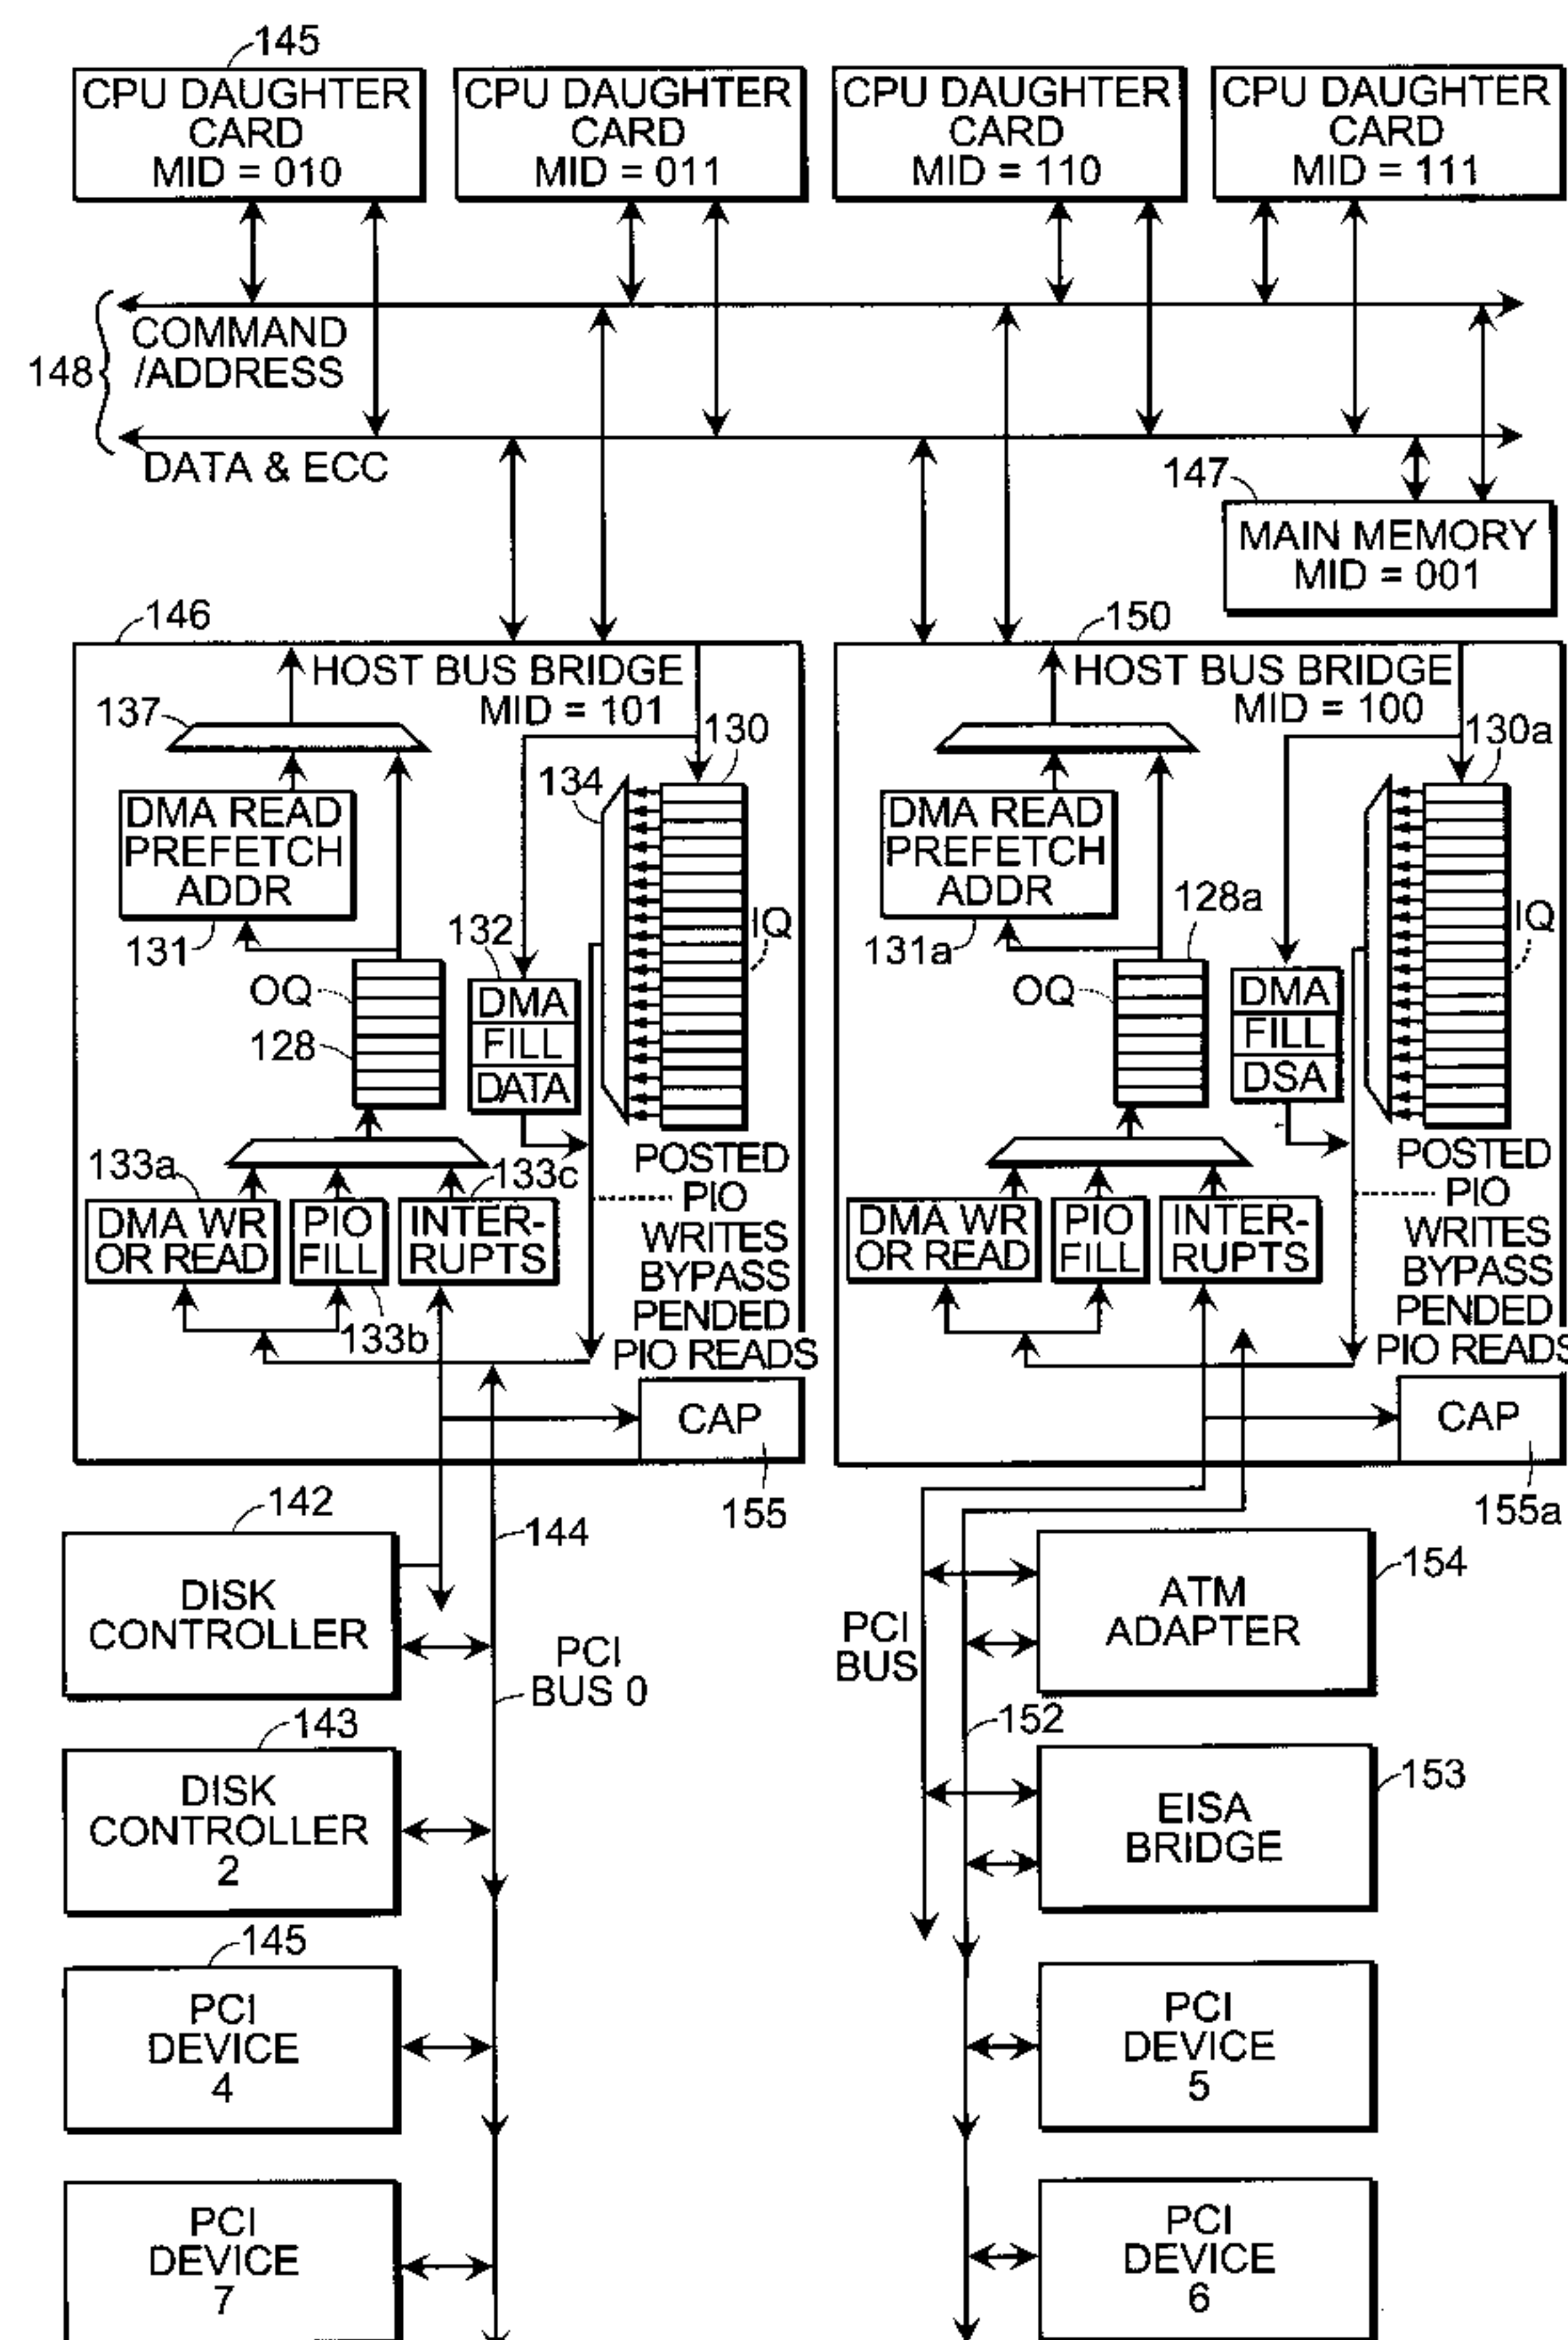 145
CPU DAUGHTER
CARD
MID = 010
CPU DAUGHTER
CARD
MID = 011
CPU DAUGHTER
CARD
MID = 110
CPU DAUGHTER
CARD
MID = 111
148
COMMAND
/ADDRESS
DATA & ECC
147
MAIN MEMORY
MID = 001
146
HOST BUS BRIDGE
MID = 101
137
130
134
DMA READ
PREFETCH
ADDR
131
132
IQ
OQ
128
DMA
FILL
DATA
133a
133c
DMA WR
OR READ
PIO
FILL
INTER-
RUPTS
133b
POSTED
PIO
WRITES
BYPASS
PENDED
PIO READS
CAP
155
150
HOST BUS BRIDGE
MID = 100
130a
DMA READ
PREFETCH
ADDR
131a
128a
IQ
OQ
DMA
FILL
DSA
DMA WR
OR READ
PIO
FILL
INTER-
RUPTS
POSTED
PIO
WRITES
BYPASS
PENDED
PIO READS
CAP
155a
142
DISK
CONTROLLER
144
PCI
BUS 0
143
DISK
CONTROLLER
2
145
PCI
DEVICE
4
PCI
DEVICE
7
PCI
BUS
154
ATM
ADAPTER
152
153
EISA
BRIDGE
PCI
DEVICE
5
PCI
DEVICE
6